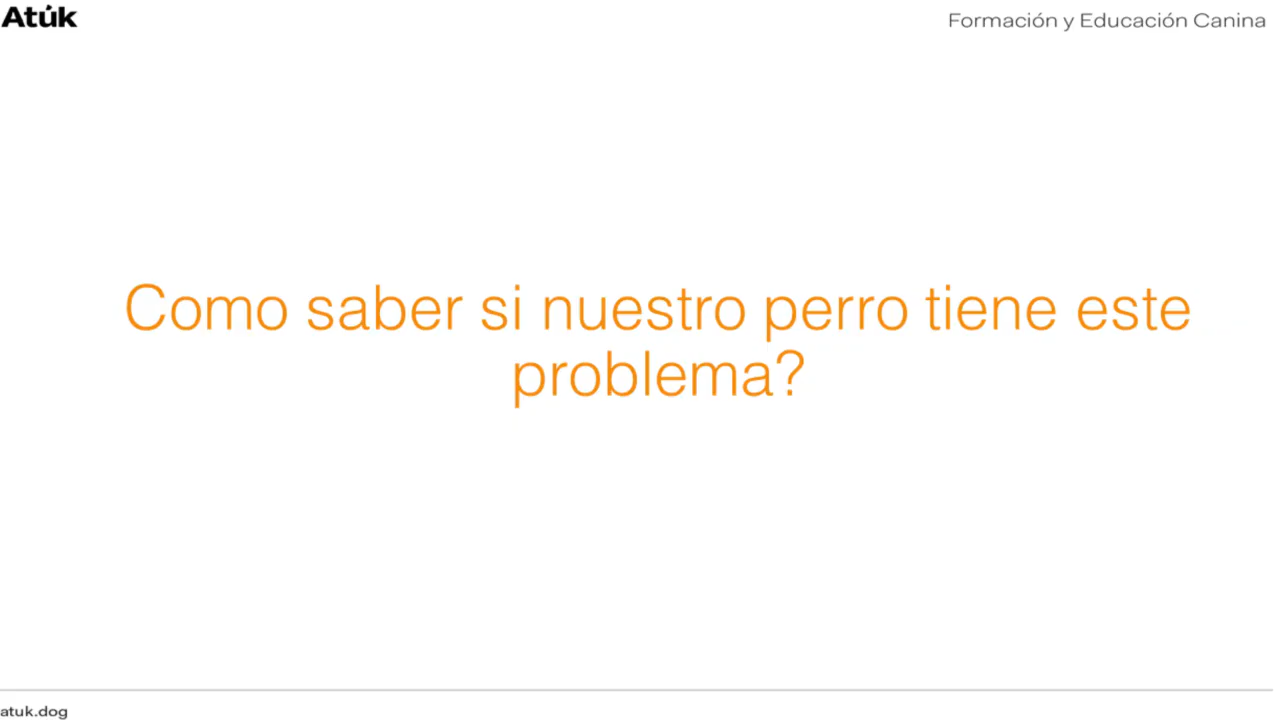 Atúk
Formación y Educación Canina
Como saber si nuestro perro tiene este
problema?
atuk.dog